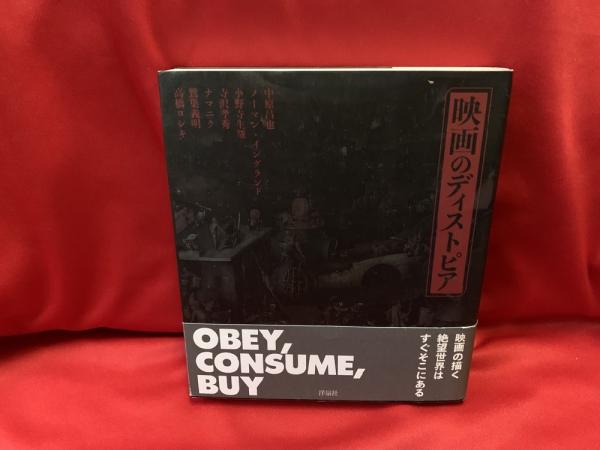 映画のディストピア
中原昌也
ノーマン・イングランド
小野寺生哉
寺沢孝秀
ナマニク
鷲巣義明
高橋ヨシキ
OBEY,
CONSUME,
BUY
映画の描く
絶望世界は
すぐそこにある
洋泉社